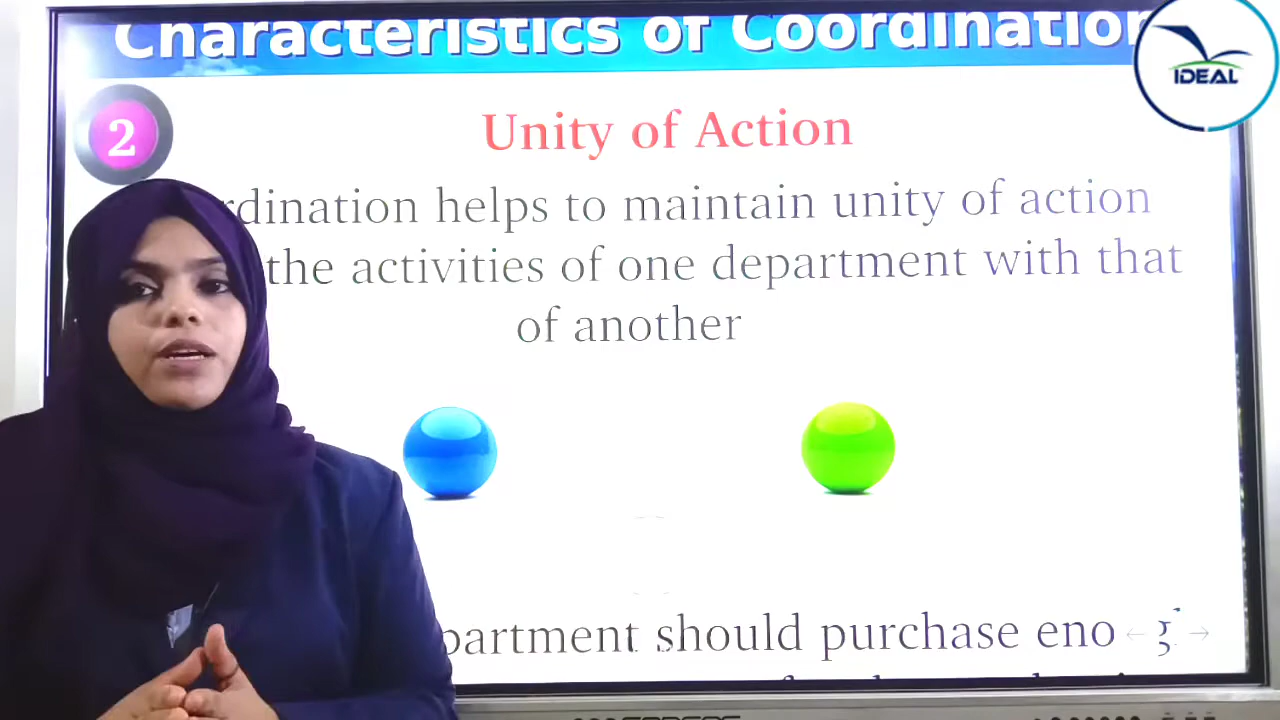 Characteristics of Coordination
IDEAL
2
Unity of Action
rdination helps to maintain unity of action
the activities of one department with that
of another
partment should purchase eno